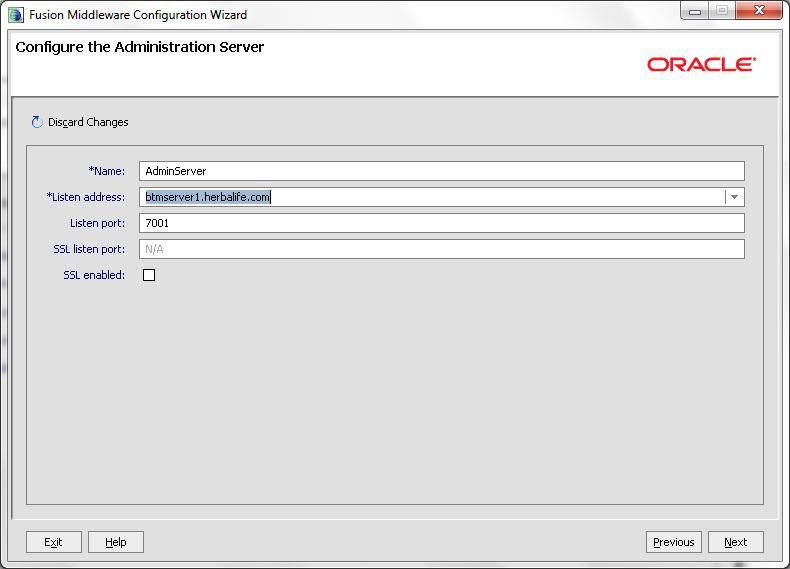 Fusion Middleware Configuration Wizard
Configure the Administration Server
ORACLE
Discard Changes
*Name: AdminServer
*Listen address: btmserver1.herbalife.com
Listen port: 7001
SSL listen port: N/A
SSL enabled:
Exit Help Previous Next